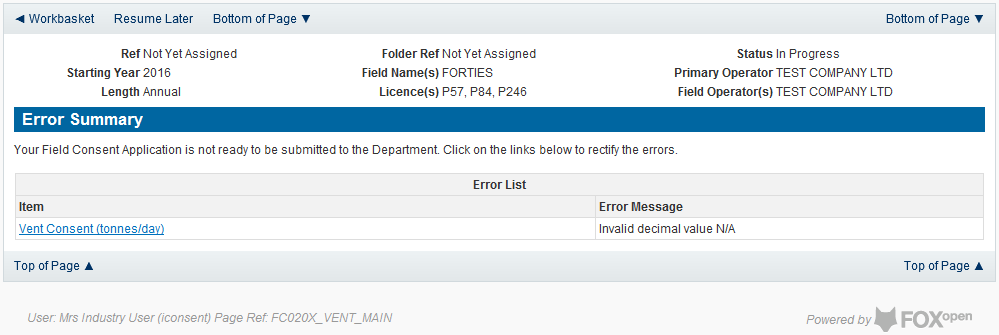 ◄ Workbasket Resume Later Bottom of Page ▼ Bottom of Page ▼
Ref Not Yet Assigned Folder Ref Not Yet Assigned Status In Progress
Starting Year 2016 Field Name(s) FORTIES Primary Operator TEST COMPANY LTD
Length Annual Licence(s) P57, P84, P246 Field Operator(s) TEST COMPANY LTD
Error Summary
Your Field Consent Application is not ready to be submitted to the Department. Click on the links below to rectify the errors.
Error List
Item Error Message
Vent Consent (tonnes/day) Invalid decimal value N/A
Top of Page ▲ Top of Page ▲
User: Mrs Industry User (iconsent) Page Ref: FC020X_VENT_MAIN Powered by FOXopen